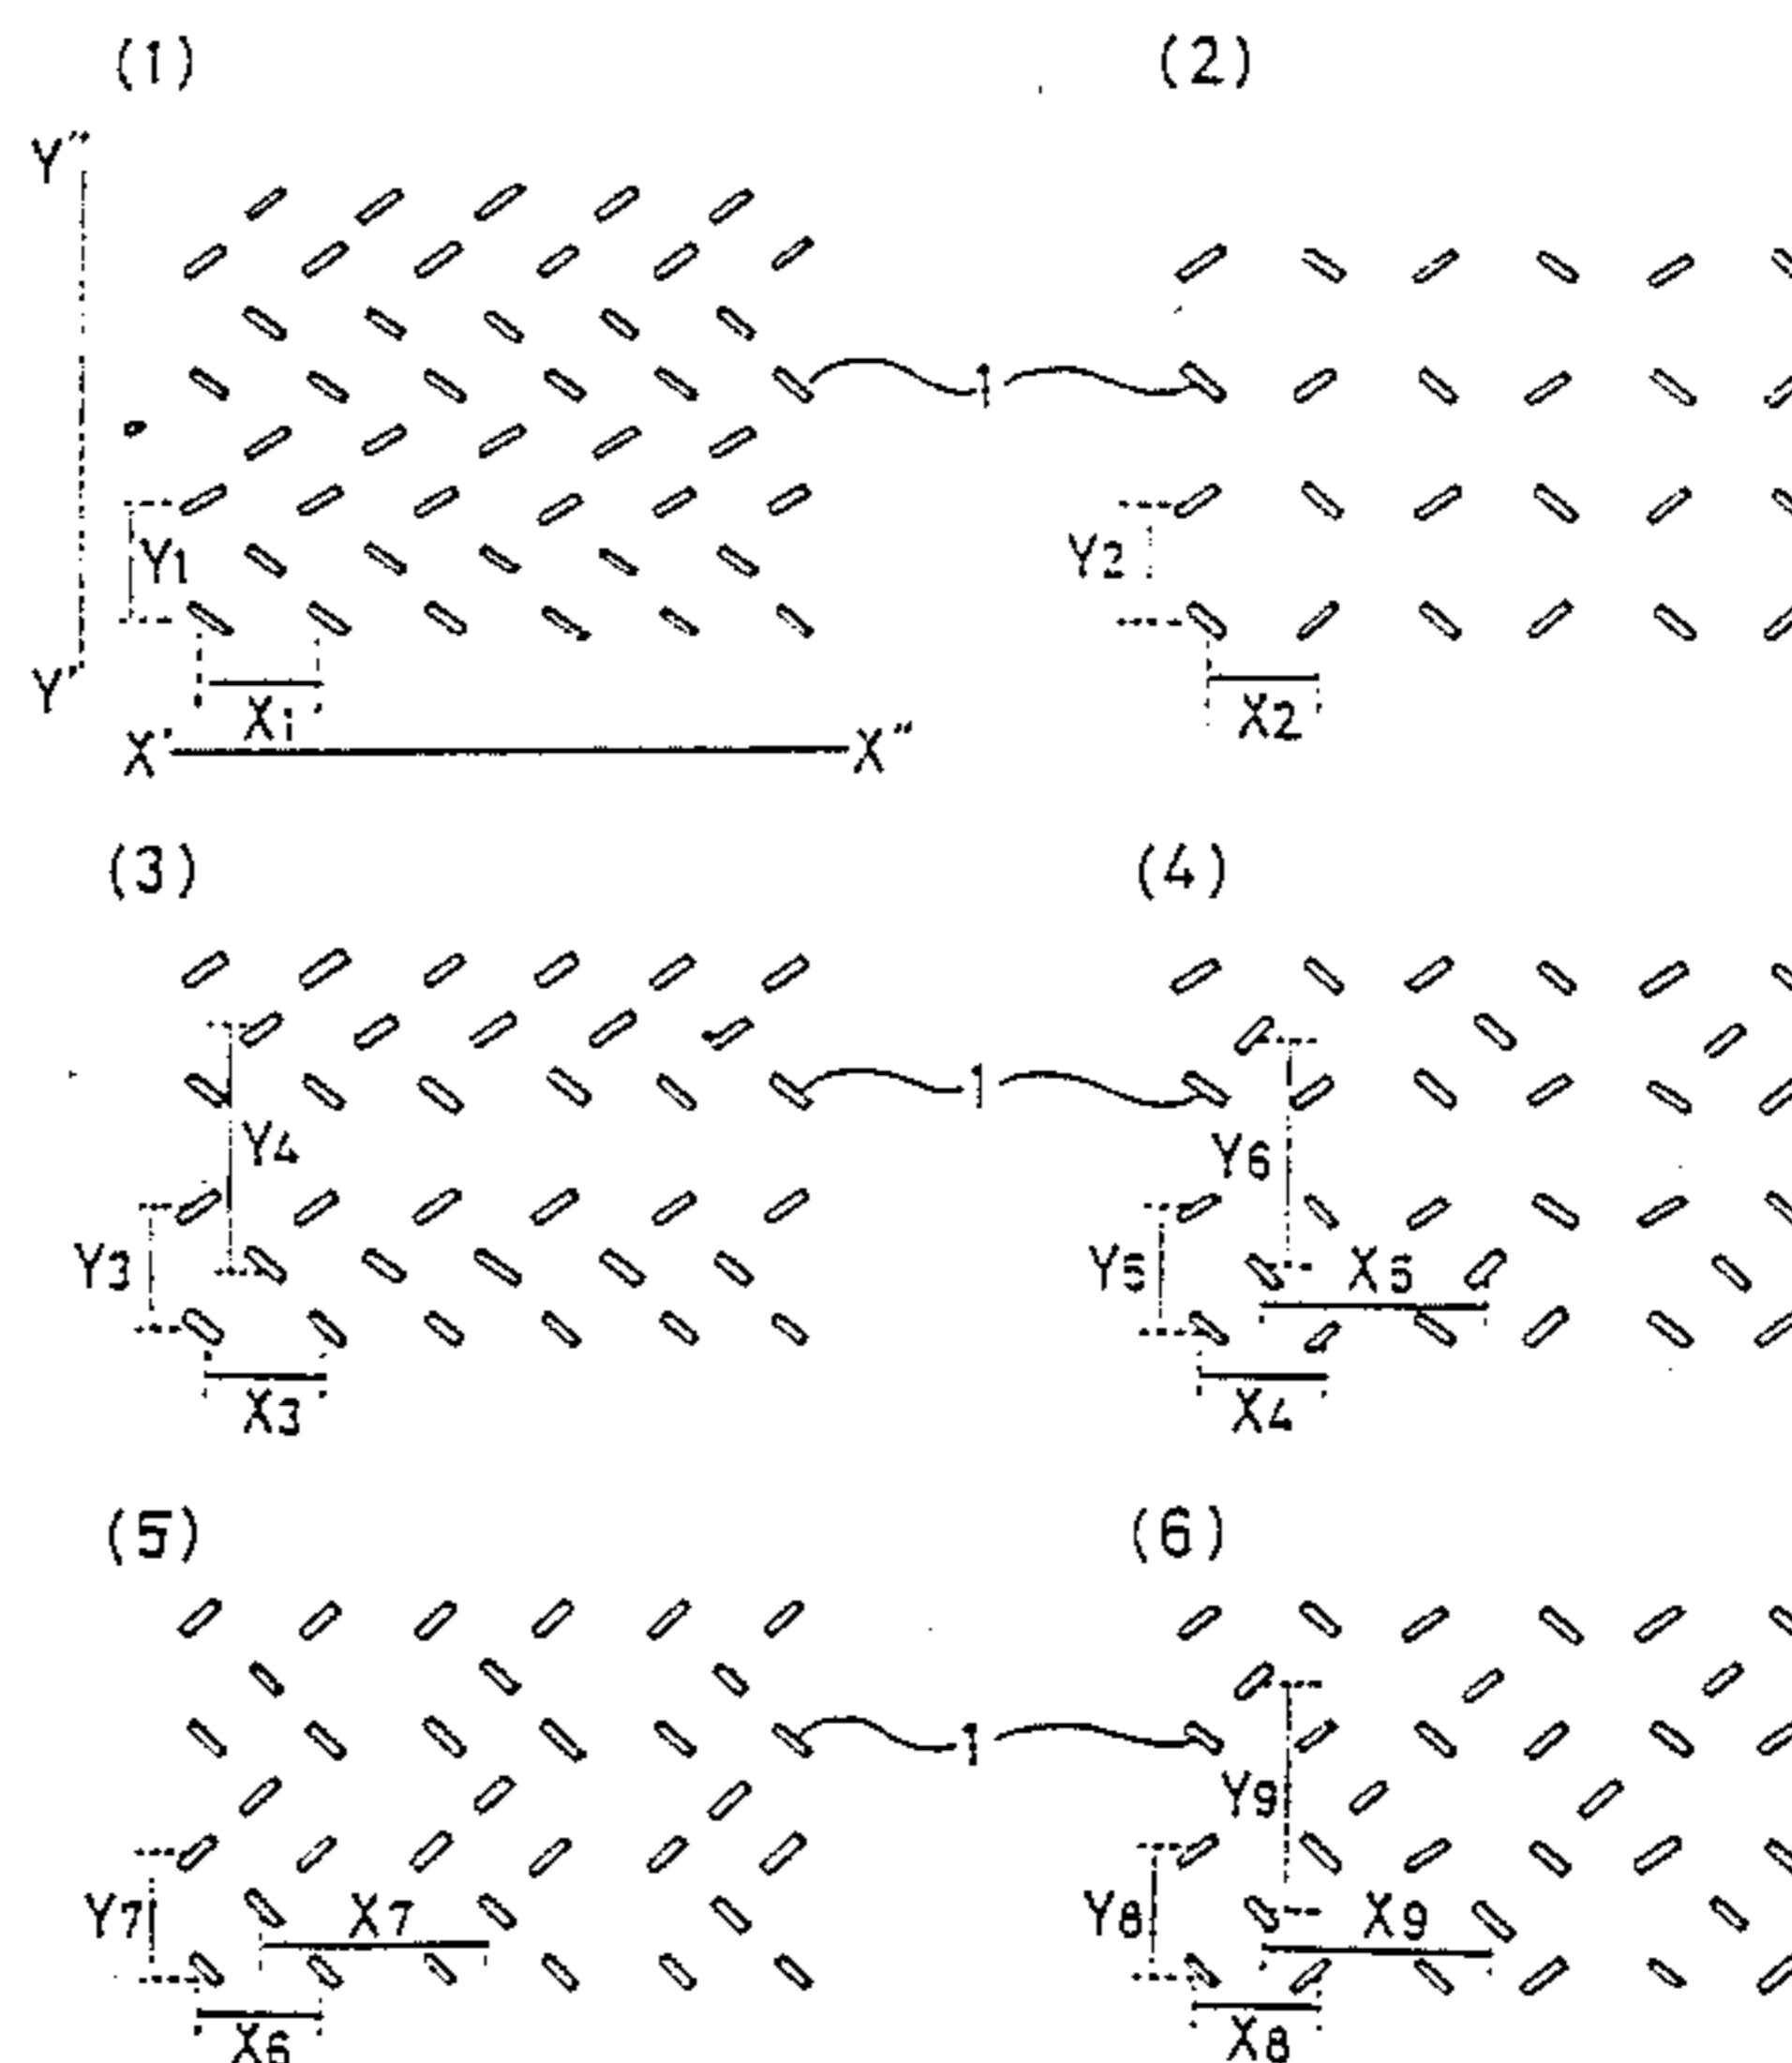 (1)
(2)
Y"
1
Y1
Y2
Y'
X1
X2
X'
X"
(3)
(4)
1
Y4
Y6
Y3
Y5
X5
X3
X4
(5)
(6)
1
Y9
Y7
X7
Y8
X9
X6
X8